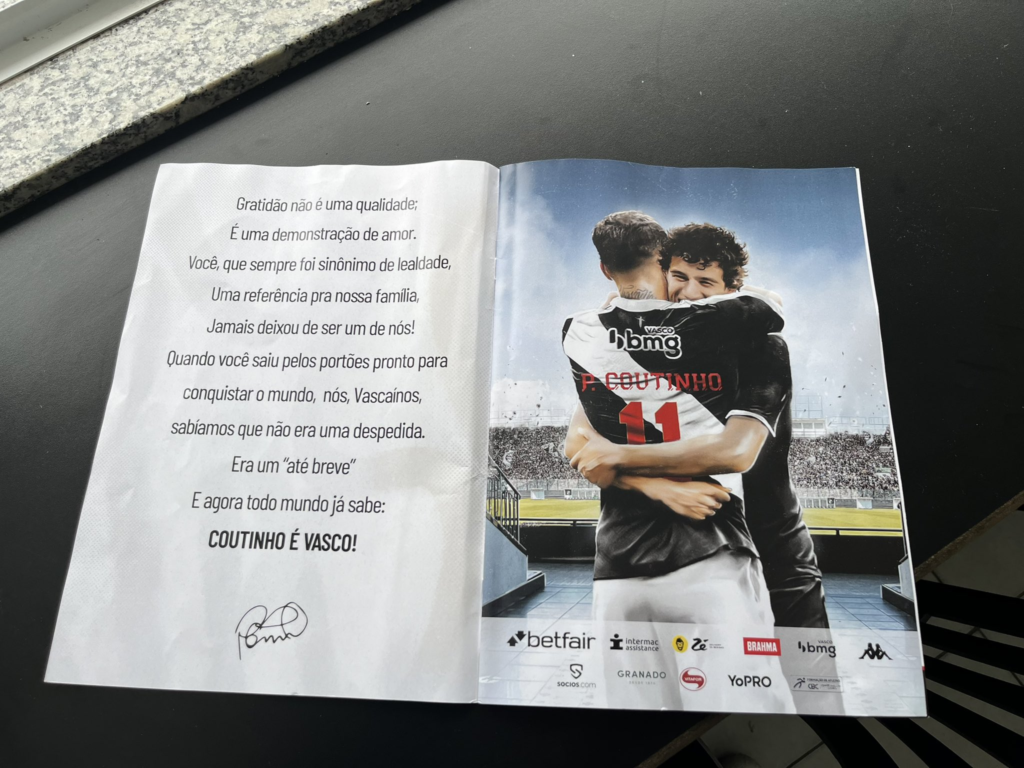 Gratidão não é uma qualidade;
É uma demonstração de amor.
Você, que sempre foi sinônimo de lealdade,
Uma referência pra nossa família,
Jamais deixou de ser um de nós!
Quando você saiu pelos portões pronto para
conquistar o mundo, nós, Vascaínos,
sabíamos que não era uma despedida.
Era um “até breve”
E agora todo mundo já sabe:
COUTINHO É VASCO!
VASCO
bmg
P. COUTINHO
11
betfair
intermac
assistance
Zé
BRAHMA
VASCO
bmg
SOCIOS.com
GRANADO
YoPRO
CBC